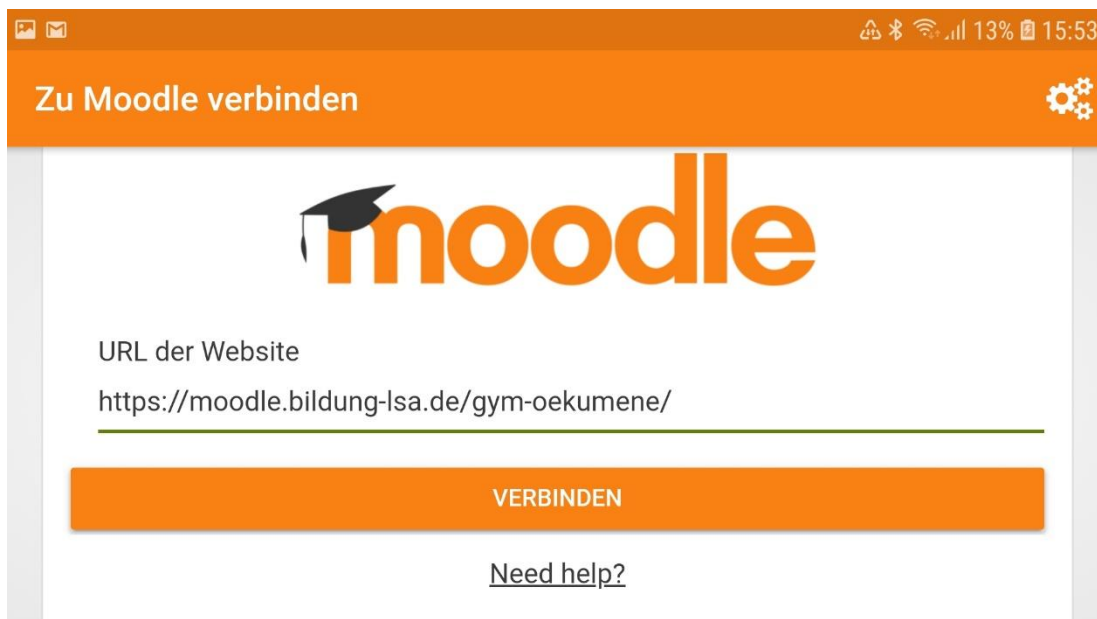 13% 15:53
Zu Moodle verbinden
moodle
URL der Website
https://moodle.bildung-lsa.de/gym-oekumene/
VERBINDEN
Need help?